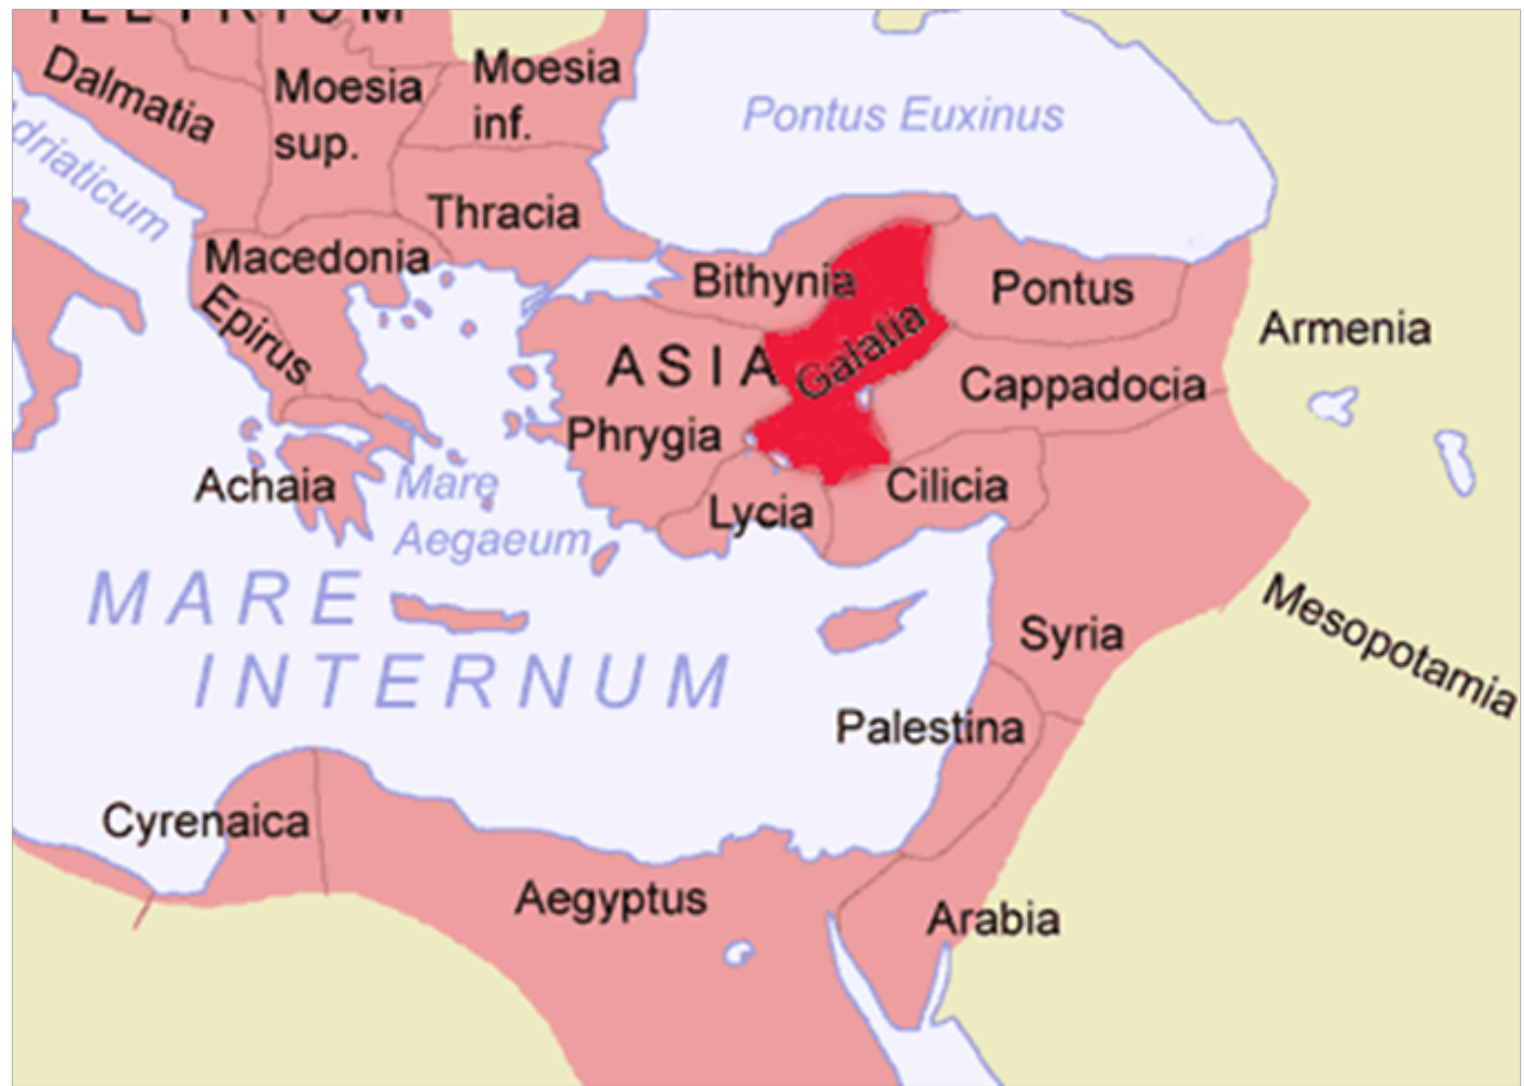 Dalmatia
Moesia
sup.
Moesia
inf.
Pontus Euxinus
Thracia
Macedonia
Epirus
Bithynia
Pontus
Armenia
Galatia
ASIA
Cappadocia
Phrygia
Achaia
Mare
Aegaeum
Lycia
Cilicia
MARE
INTERNUM
Syria
Mesopotamia
Palestina
Cyrenaica
Aegyptus
Arabia